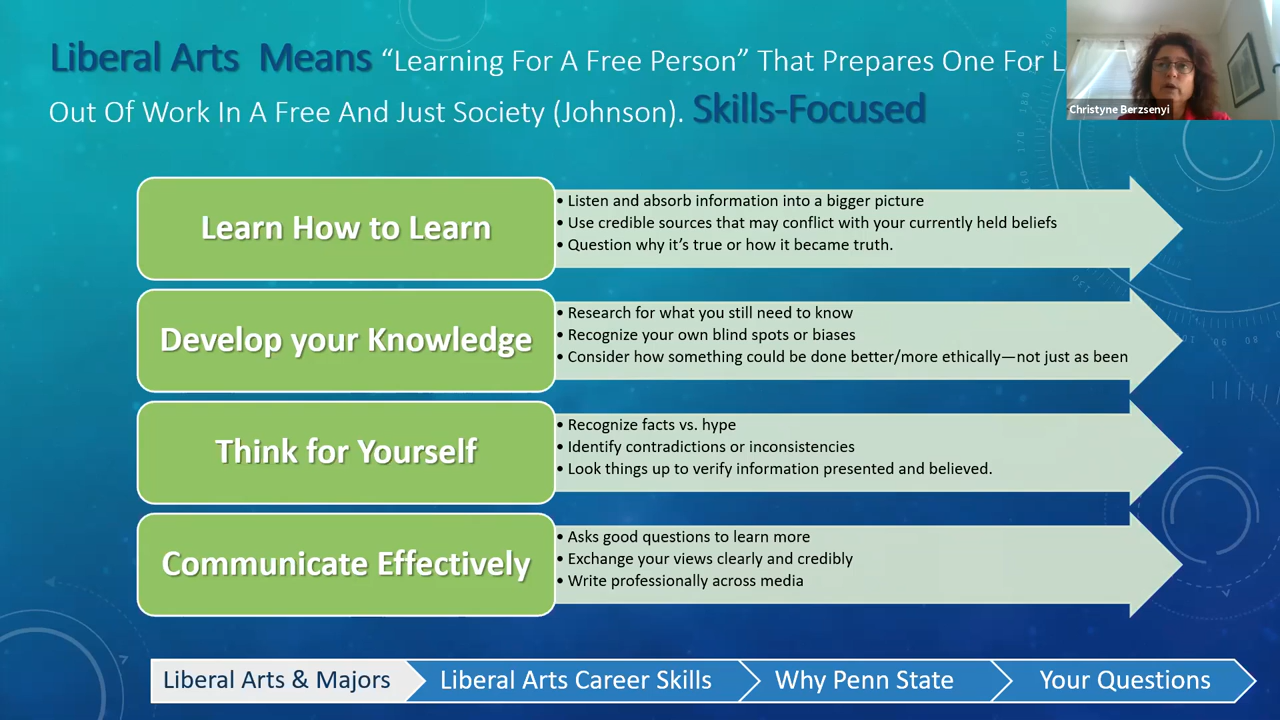 Liberal Arts Means “Learning For A Free Person” That Prepares One For L
Out Of Work In A Free And Just Society (Johnson). Skills-Focused
Christyne Berzsenyi
Learn How to Learn
• Listen and absorb information into a bigger picture
• Use credible sources that may conflict with your currently held beliefs
• Question why it’s true or how it became truth.
Develop your Knowledge
• Research for what you still need to know
• Recognize your own blind spots or biases
• Consider how something could be done better/more ethically—not just as been
Think for Yourself
• Recognize facts vs. hype
• Identify contradictions or inconsistencies
• Look things up to verify information presented and believed.
Communicate Effectively
• Asks good questions to learn more
• Exchange your views clearly and credibly
• Write professionally across media
Liberal Arts & Majors
Liberal Arts Career Skills
Why Penn State
Your Questions